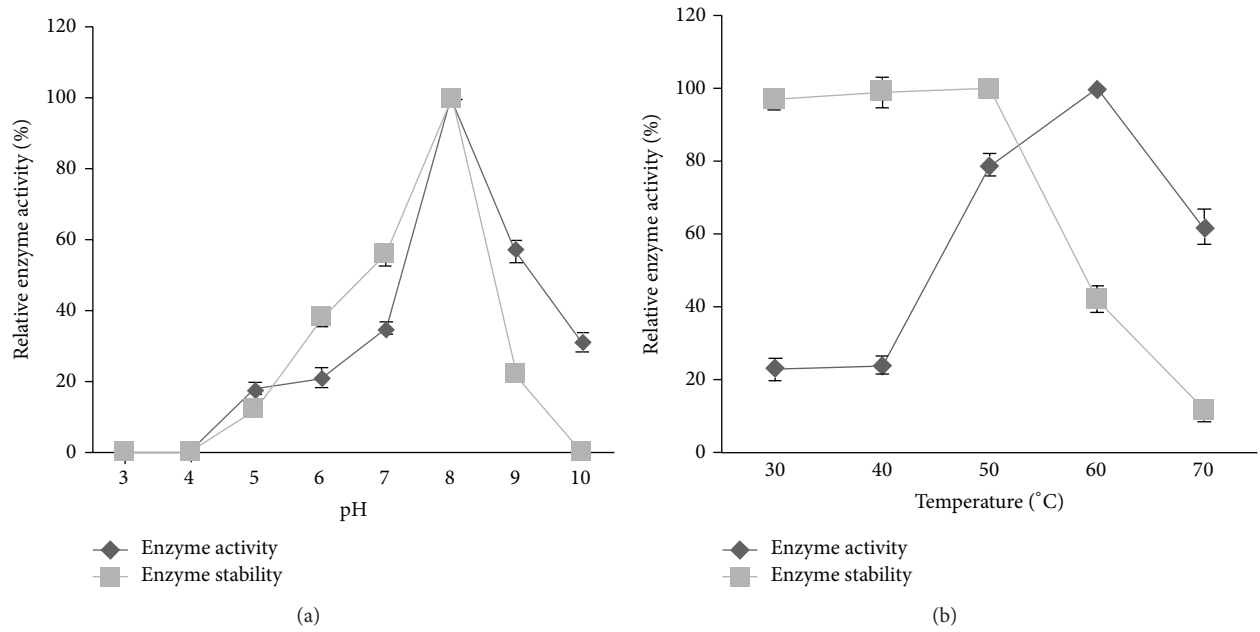 120
100
80
60
40
20
0
Relative enzyme activity (%)
3 4 5 6 7 8 9 10
pH
Enzyme activity
Enzyme stability
(a)
120
100
80
60
40
20
0
Relative enzyme activity (%)
30 40 50 60 70
Temperature (°C)
Enzyme activity
Enzyme stability
(b)